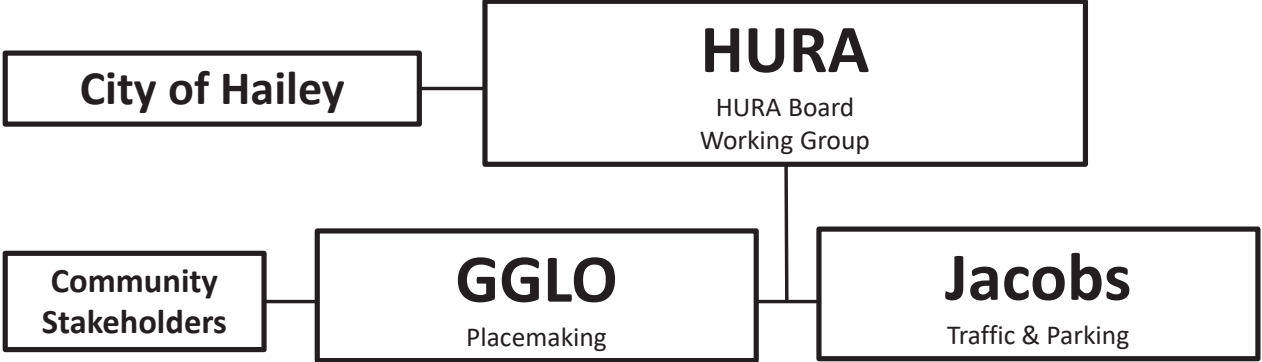 City of Hailey
HURA
HURA Board
Working Group
Community
Stakeholders
GGLO
Placemaking
Jacobs
Traffic & Parking